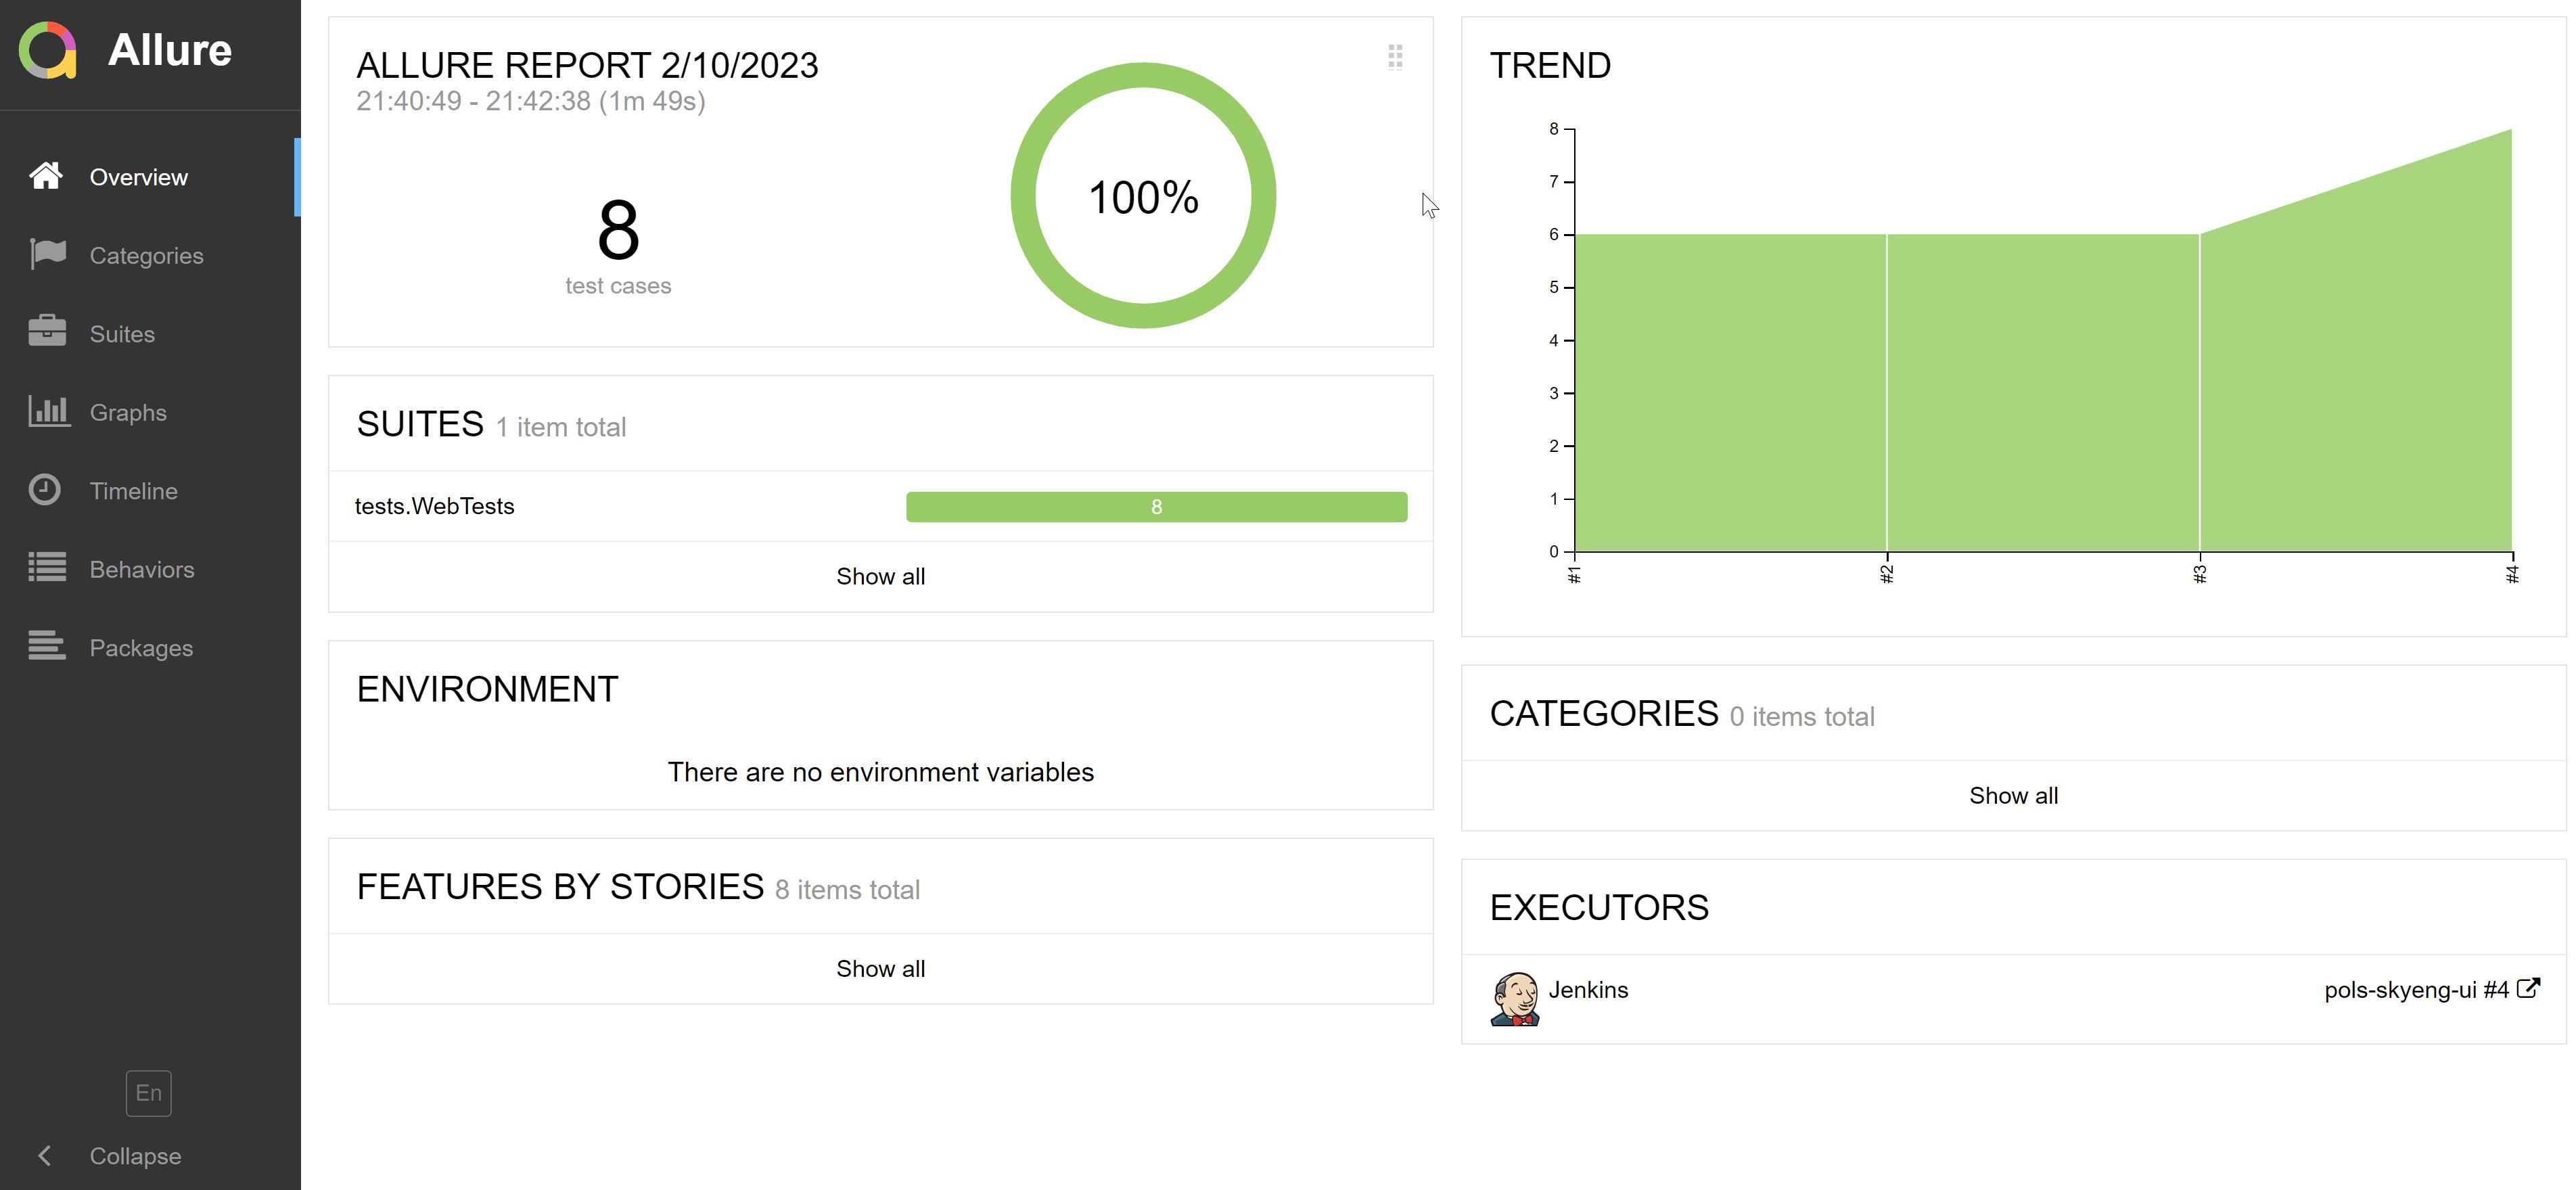 Allure
Overview
Categories
Suites
Graphs
Timeline
Behaviors
Packages
En
Collapse
ALLURE REPORT 2/10/2023
21:40:49 - 21:42:38 (1m 49s)
8
test cases
100%
SUITES 1 item total
tests.WebTests 8
Show all
ENVIRONMENT
There are no environment variables
FEATURES BY STORIES 8 items total
Show all
TREND
8
7
6
5
4
3
2
1
0
#1 #2 #3 #4
CATEGORIES 0 items total
Show all
EXECUTORS
Jenkins pols-skyeng-ui #4